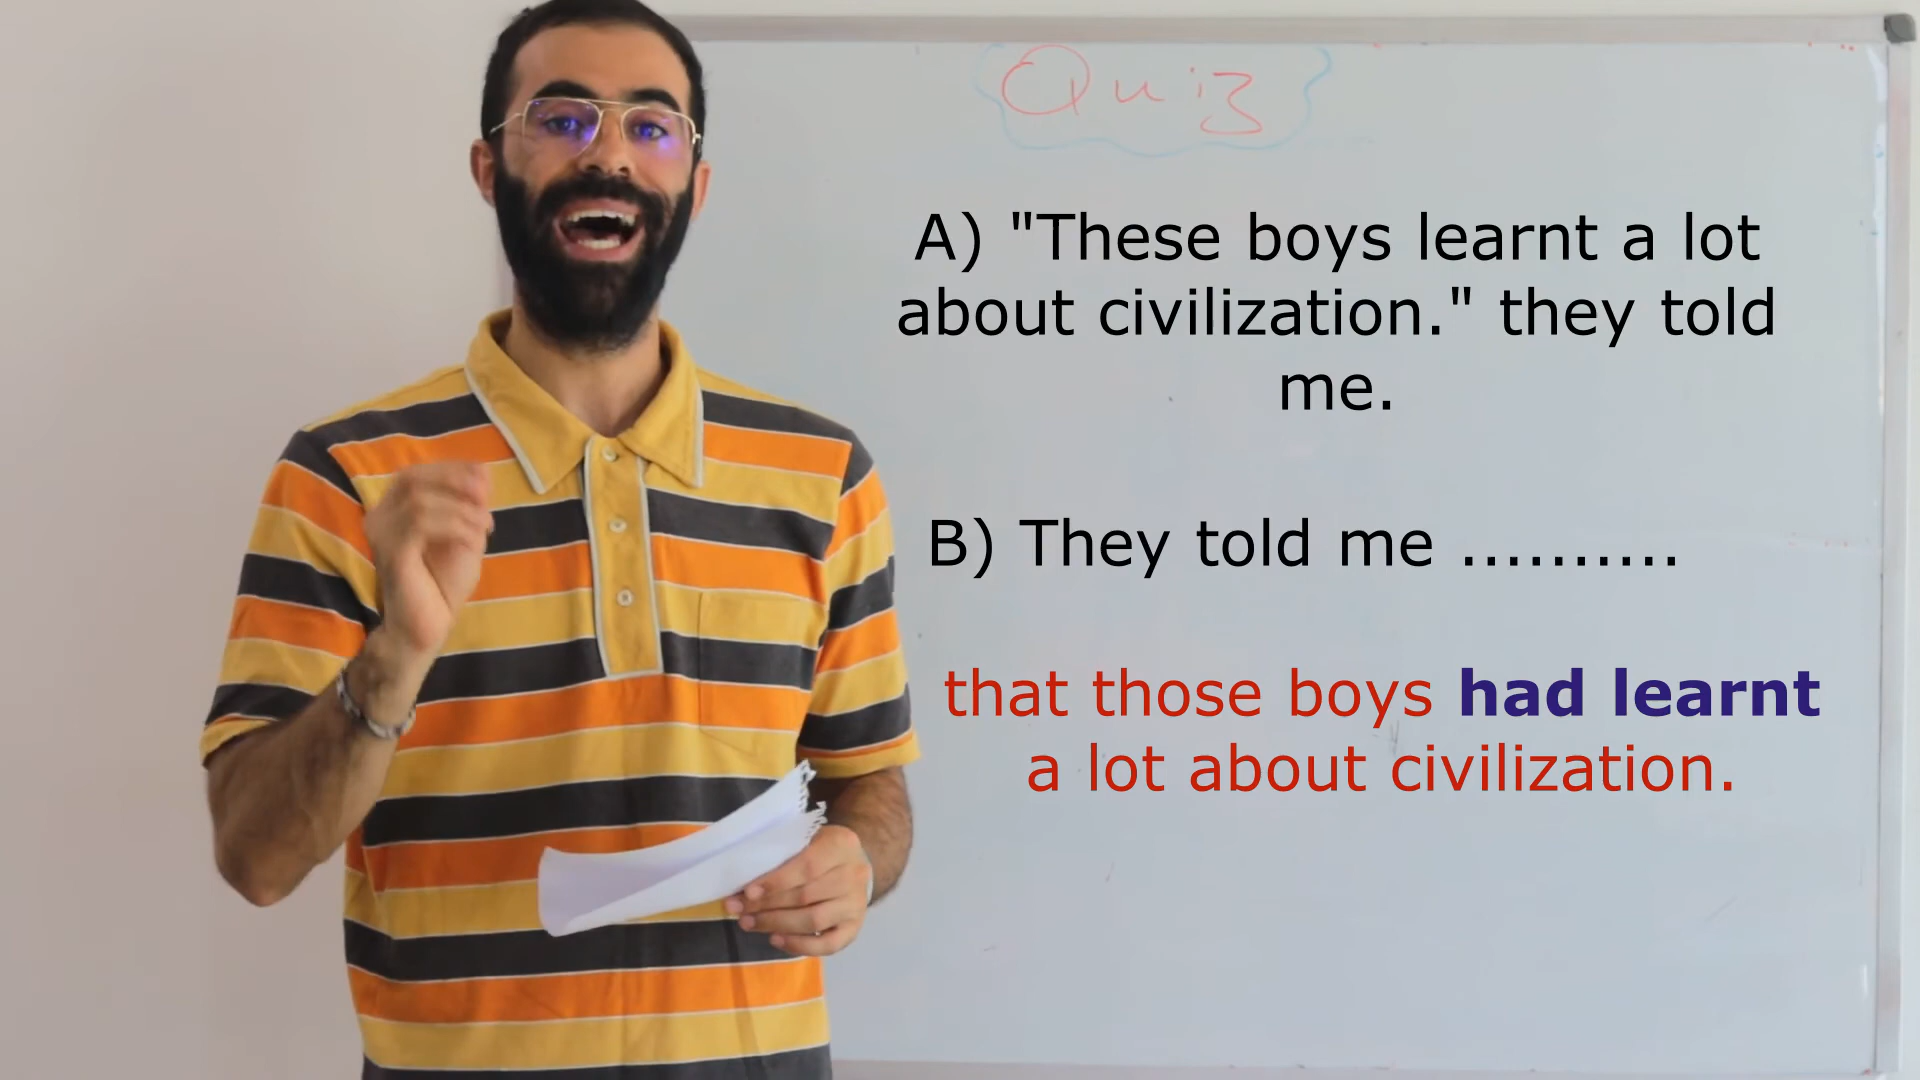 Quiz
A) "These boys learnt a lot
about civilization." they told
me.
B) They told me ..........
that those boys had learnt
a lot about civilization.